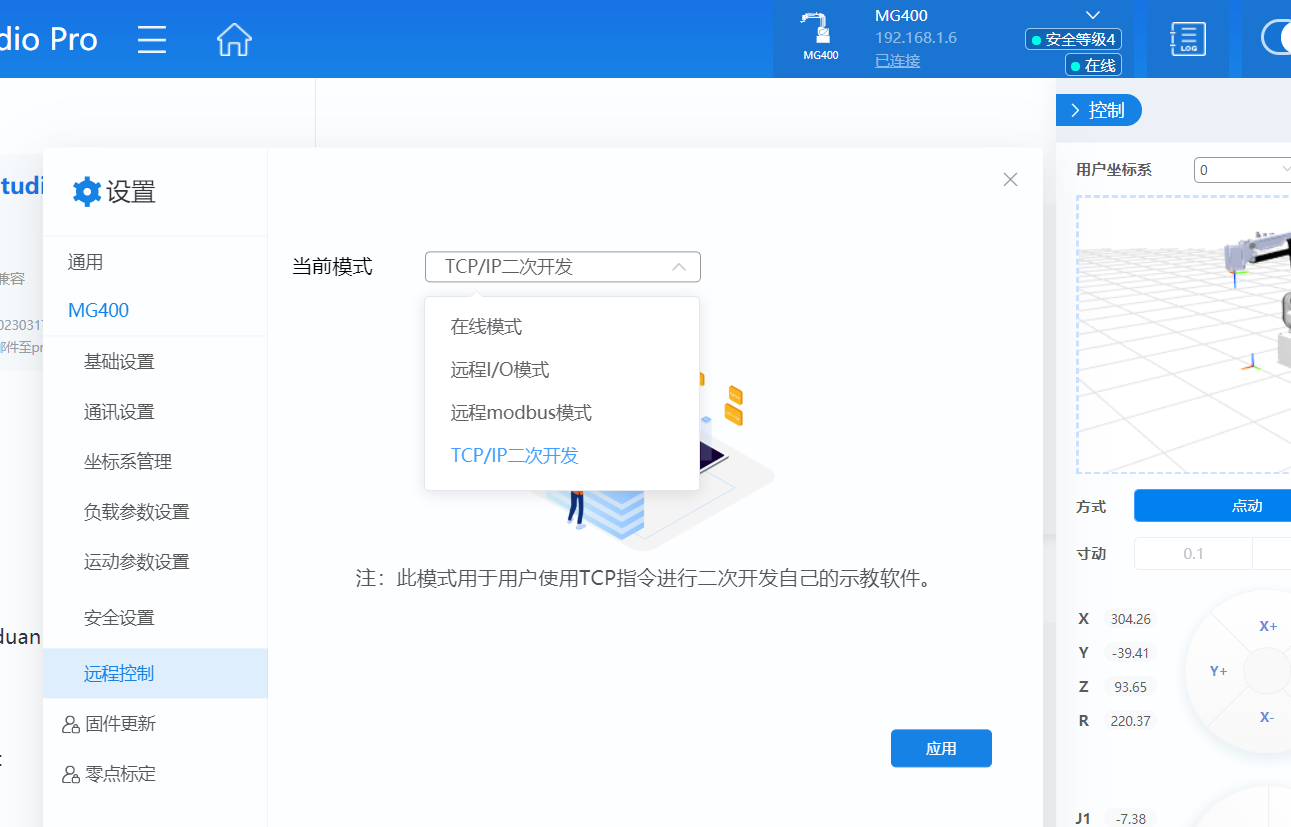 dio Pro
MG400
MG400
192.168.1.6
已连接
安全等级4
在线
LOG
控制
tudi
兼容
0230317
邮件至pr
duan
设置
通用
MG400
基础设置
通讯设置
坐标系管理
负载参数设置
运动参数设置
安全设置
远程控制
固件更新
零点标定
当前模式
TCP/IP二次开发
在线模式
远程I/O模式
远程modbus模式
TCP/IP二次开发
注：此模式用于用户使用TCP指令进行二次开发自己的示教软件。
应用
用户坐标系
0
方式
点动
寸动
0.1
X 304.26
Y -39.41
Z 93.65
R 220.37
X+
Y+
X-
J1 -7.38